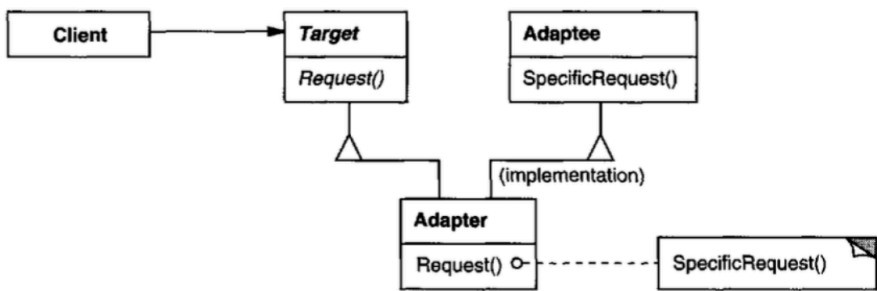 Client
Target
Request()
Adaptee
SpecificRequest()
(implementation)
Adapter
Request()
SpecificRequest()